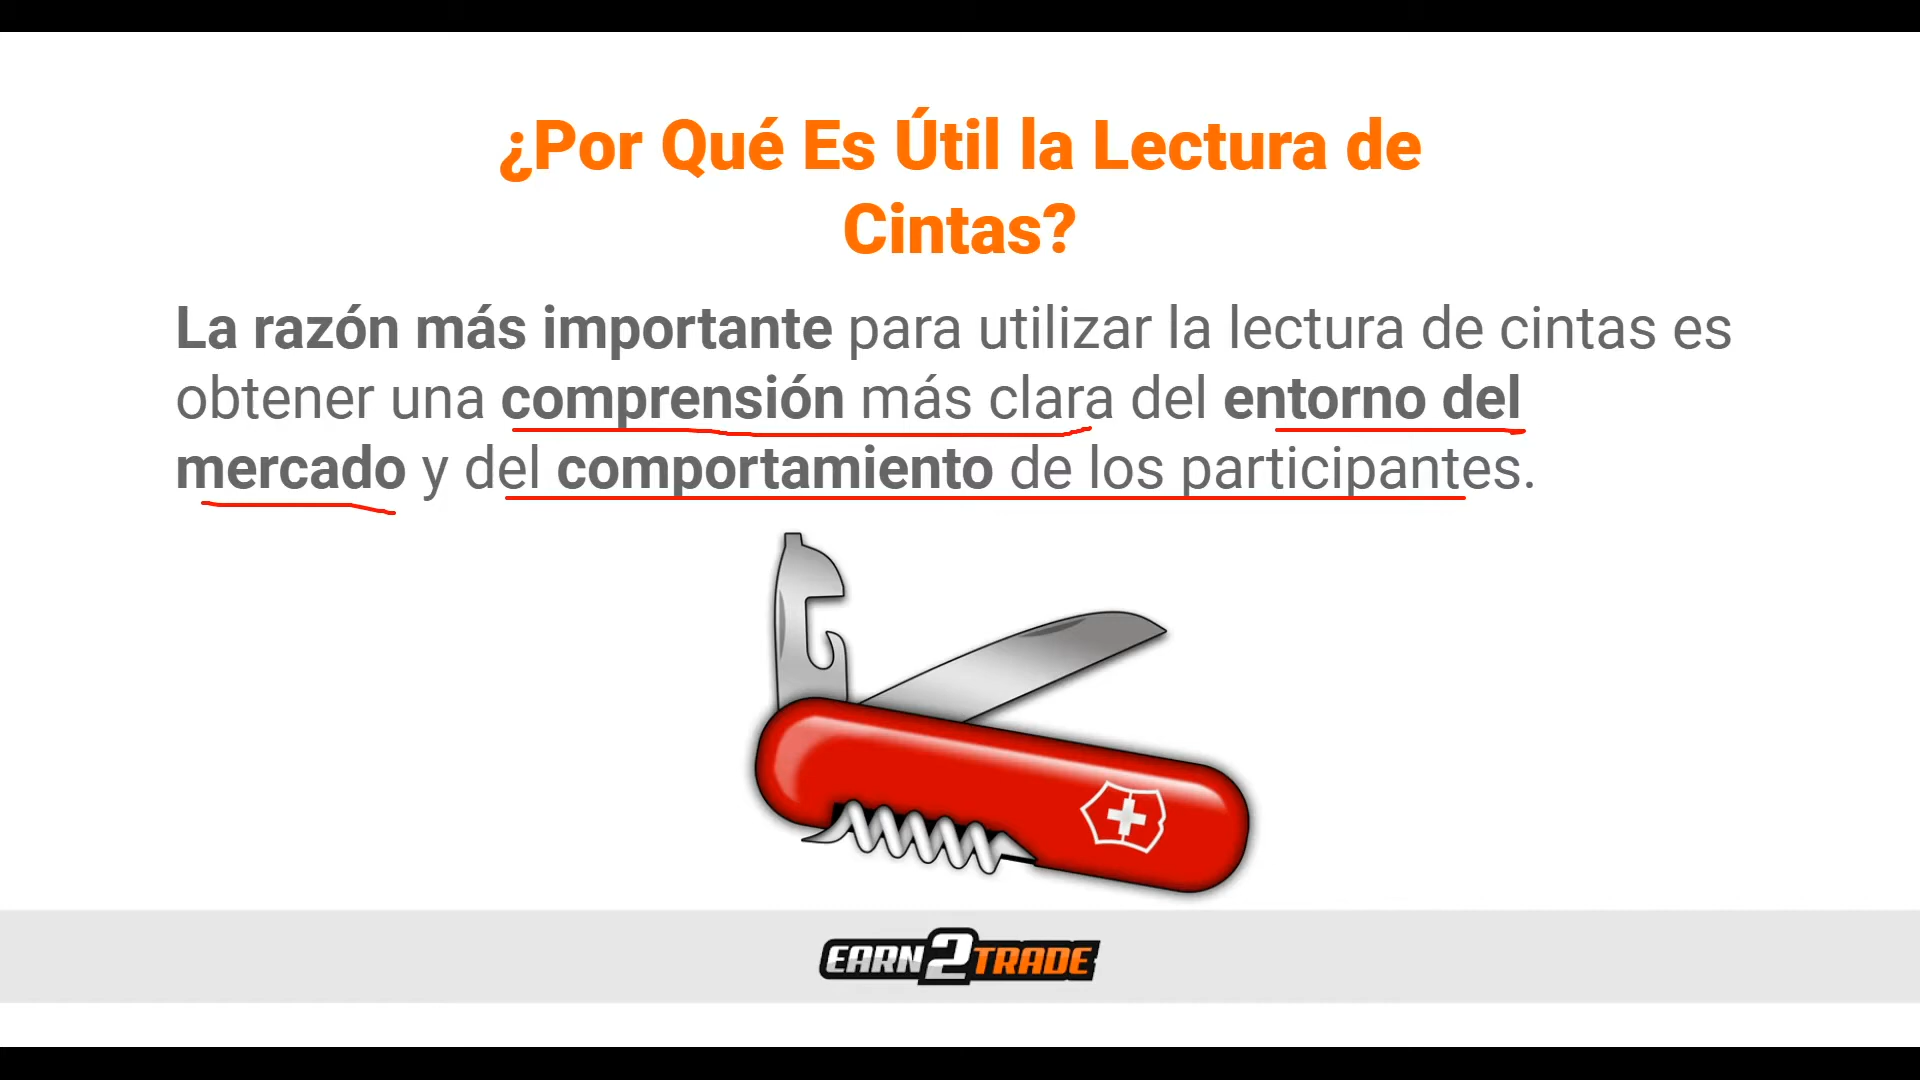 ¿Por Qué Es Útil la Lectura de
Cintas?
La razón más importante para utilizar la lectura de cintas es
obtener una comprensión más clara del entorno del
mercado y del comportamiento de los participantes.
EARN2TRADE